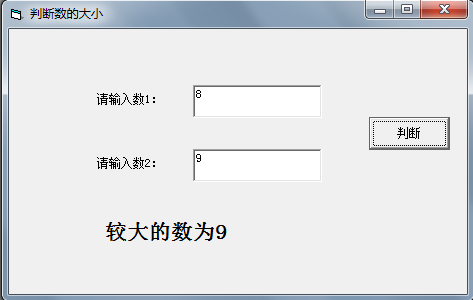 判断数的大小
请输入数1：
8
判断
请输入数2：
9
较大的数为9